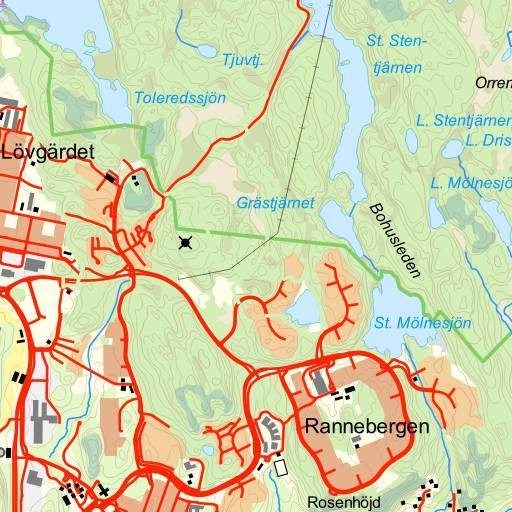 St. Sten-
tjärnen
Tjuvtj.
Orren
Toleredssjön
L. Stentjärnen
L. Dris
Lövgärdet
L. Mölnesjö
Grästjärnet
Bohusleden
St. Mölnesjön
Rannebergen
Rosenhöjd